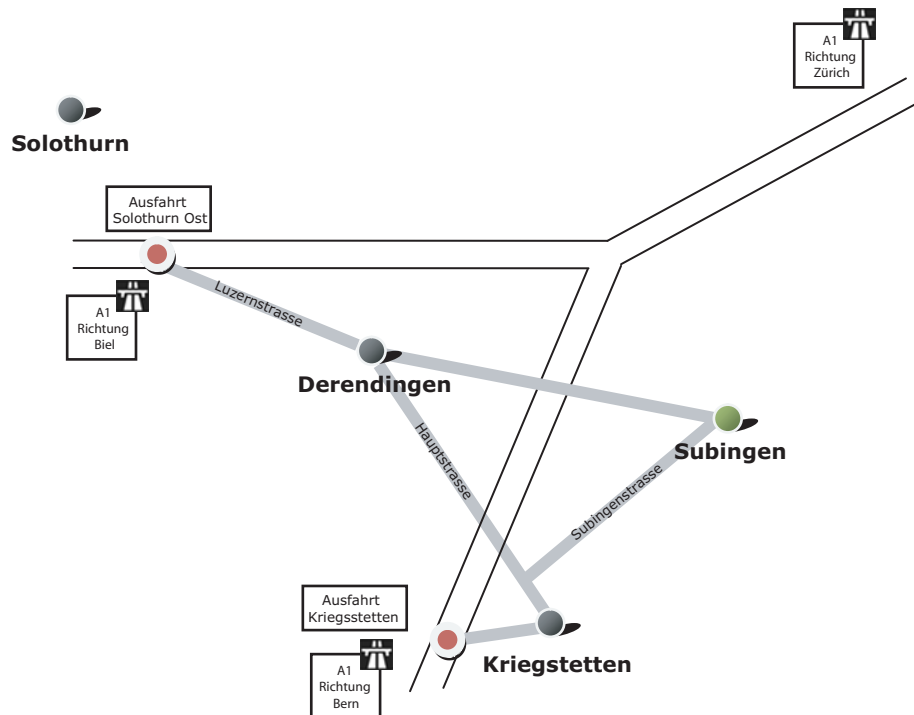 A1
Richtung
Zürich
Solothurn
Ausfahrt
Solothurn Ost
A1
Richtung
Biel
Luzernstrasse
Derendingen
Hauptstrasse
Subingen
Subingenstrasse
Ausfahrt
Kriegsstetten
Kriegstetten
A1
Richtung
Bern